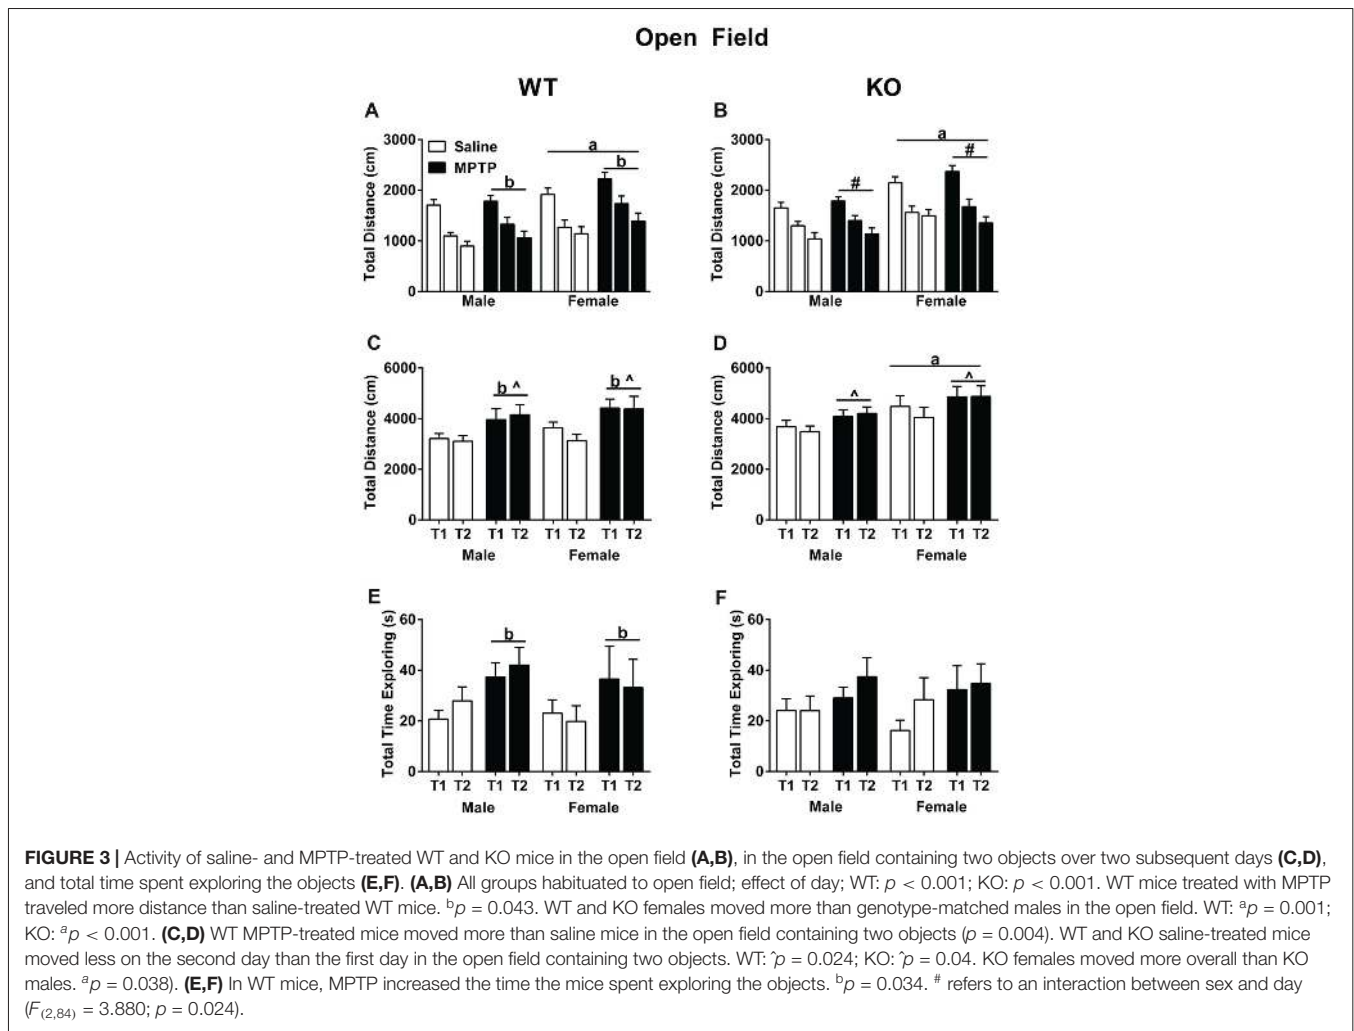 Open Field
WT
KO
A
Total Distance (cm)
3000
2000
1000
0
Saline
MPTP
b
a
b
Male
Female
B
Total Distance (cm)
3000
2000
1000
0
#
a
#
Male
Female
C
Total Distance (cm)
6000
4000
2000
0
b ^
b ^
T1 T2 T1 T2 T1 T2 T1 T2
Male
Female
D
Total Distance (cm)
6000
4000
2000
0
^
a
^
T1 T2 T1 T2 T1 T2 T1 T2
Male
Female
E
Total Time Exploring (s)
60
40
20
0
b
b
T1 T2 T1 T2 T1 T2 T1 T2
Male
Female
F
Total Time Exploring (s)
60
40
20
0
T1 T2 T1 T2 T1 T2 T1 T2
Male
Female
FIGURE 3 | Activity of saline- and MPTP-treated WT and KO mice in the open field (A,B), in the open field containing two objects over two subsequent days (C,D),
and total time spent exploring the objects (E,F). (A,B) All groups habituated to open field; effect of day; WT: p < 0.001; KO: p < 0.001. WT mice treated with MPTP
traveled more distance than saline-treated WT mice. ᵇp = 0.043. WT and KO females moved more than genotype-matched males in the open field. WT: ᵃp = 0.001;
KO: ᵃp < 0.001. (C,D) WT MPTP-treated mice moved more than saline mice in the open field containing two objects (p = 0.004). WT and KO saline-treated mice
moved less on the second day than the first day in the open field containing two objects. WT: ^p = 0.024; KO: ^p = 0.04. KO females moved more overall than KO
males. ᵃp = 0.038). (E,F) In WT mice, MPTP increased the time the mice spent exploring the objects. ᵇp = 0.034. # refers to an interaction between sex and day
(F(2,84) = 3.880; p = 0.024).